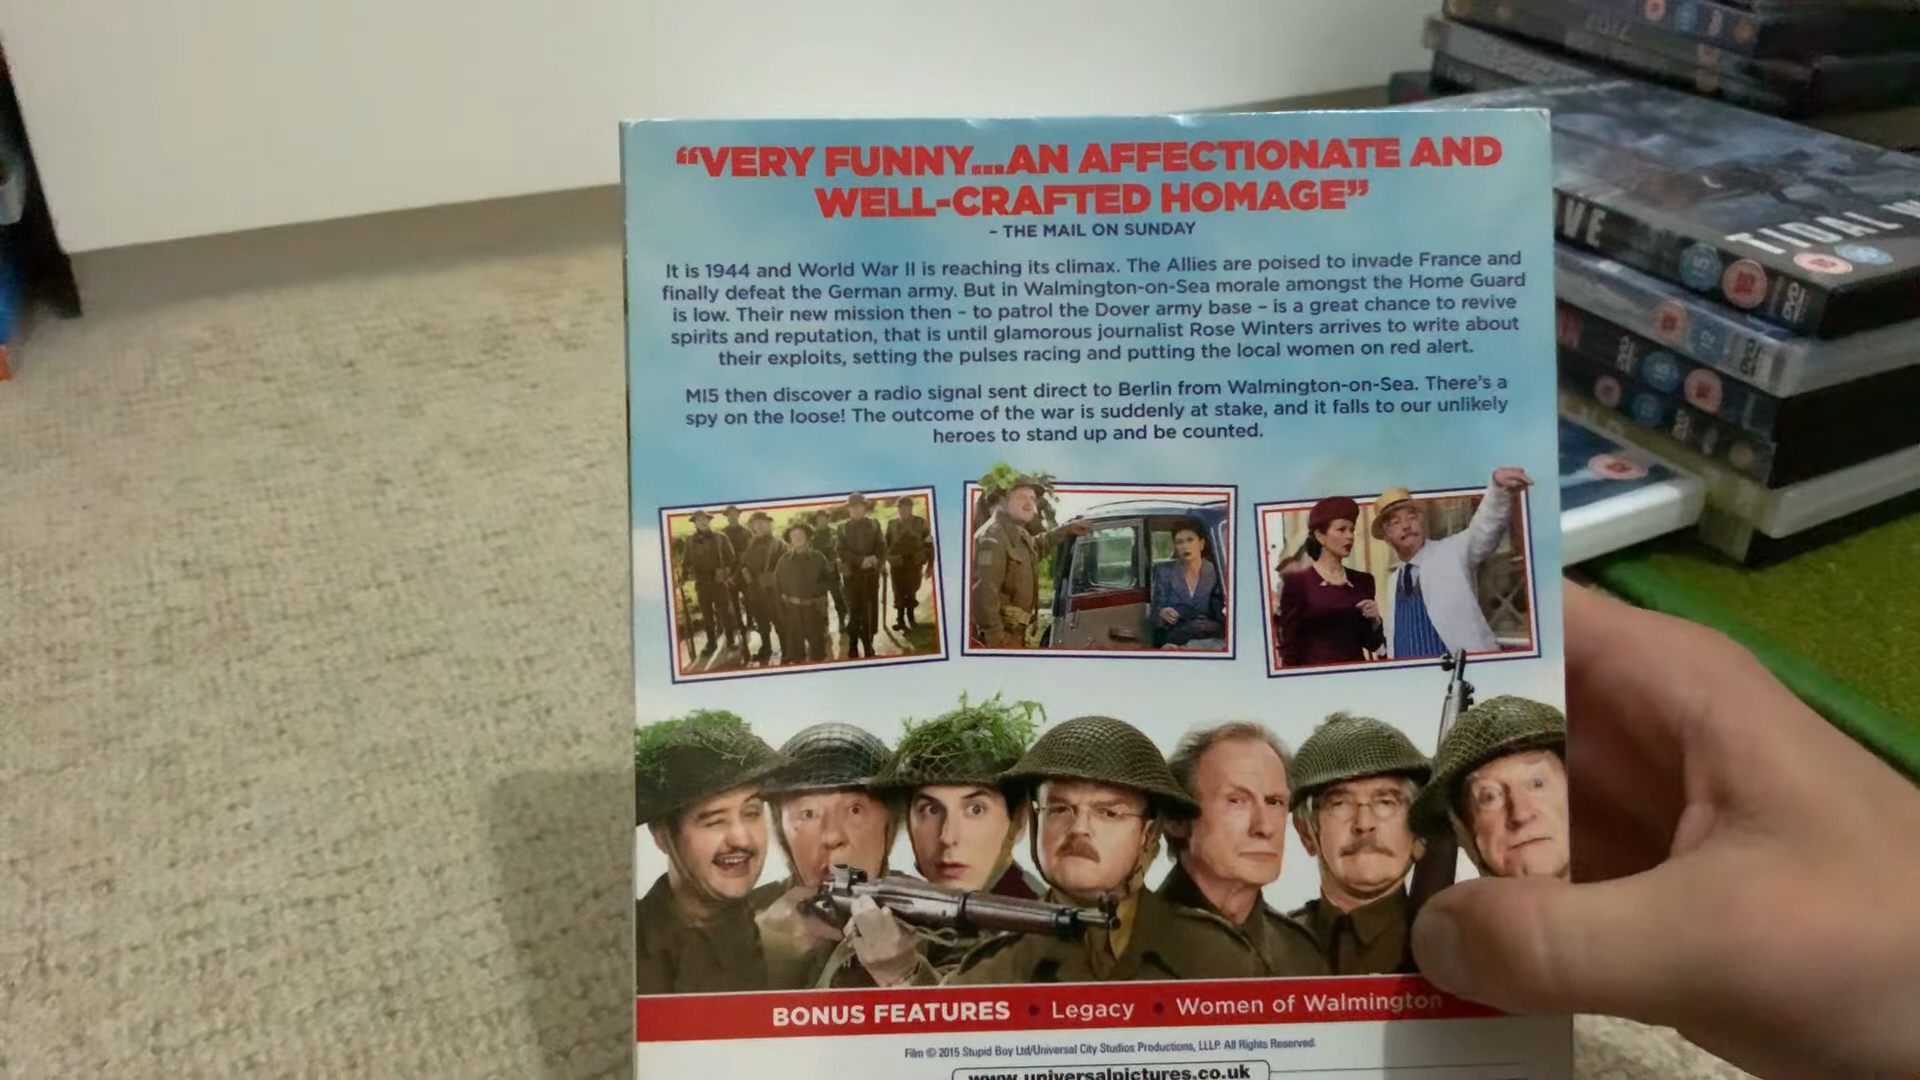 “VERY FUNNY...AN AFFECTIONATE AND
WELL-CRAFTED HOMAGE”
– THE MAIL ON SUNDAY
It is 1944 and World War II is reaching its climax. The Allies are poised to invade France and
finally defeat the German army. But in Walmington-on-Sea morale amongst the Home Guard
is low. Their new mission then – to patrol the Dover army base – is a great chance to revive
spirits and reputation, that is until glamorous journalist Rose Winters arrives to write about
their exploits, setting the pulses racing and putting the local women on red alert.
MI5 then discover a radio signal sent direct to Berlin from Walmington-on-Sea. There's a
spy on the loose! The outcome of the war is suddenly at stake, and it falls to our unlikely
heroes to stand up and be counted.
BONUS FEATURES • Legacy • Women of Walmington
Film © 2015 Stupid Boy Ltd/Universal City Studios Productions, LLLP. All Rights Reserved.
www.universalpictures.co.uk
VE
TIDAL
DVD